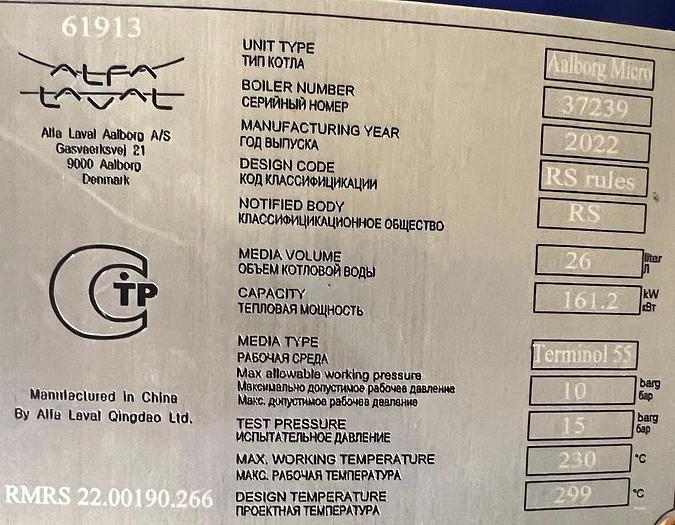 61913
ALFA
LAVAL
Alfa Laval Aalborg A/S
Gasvaerksvej 21
9000 Aalborg
Denmark
CTP
Manufactured in China
By Alfa Laval Qingdao Ltd.
RMRS 22.00190.266
UNIT TYPE
ТИП КОТЛА
Aalborg Micro
BOILER NUMBER
СЕРИЙНЫЙ НОМЕР
37239
MANUFACTURING YEAR
ГОД ВЫПУСКА
2022
DESIGN CODE
КОД КЛАССИФИЦИКАЦИИ
RS rules
NOTIFIED BODY
КЛАССИФИЦИКАЦИОННОЕ ОБЩЕСТВО
RS
MEDIA VOLUME
ОБЪЕМ КОТЛОВОЙ ВОДЫ
26
liter
л
CAPACITY
ТЕПЛОВАЯ МОЩНОСТЬ
161.2
kW
кВт
MEDIA TYPE
РАБОЧАЯ СРЕДА
Terminol 55
Max allowable working pressure
Максимально допустимое рабочее давление
Макс. допустимое рабочее давление
10
barg
бар
TEST PRESSURE
ИСПЫТАТЕЛЬНОЕ ДАВЛЕНИЕ
15
barg
бар
MAX. WORKING TEMPERATURE
МАКС. РАБОЧАЯ ТЕМПЕРАТУРА
230
°C
DESIGN TEMPERATURE
ПРОЕКТНАЯ ТЕМПЕРАТУРА
299
°C